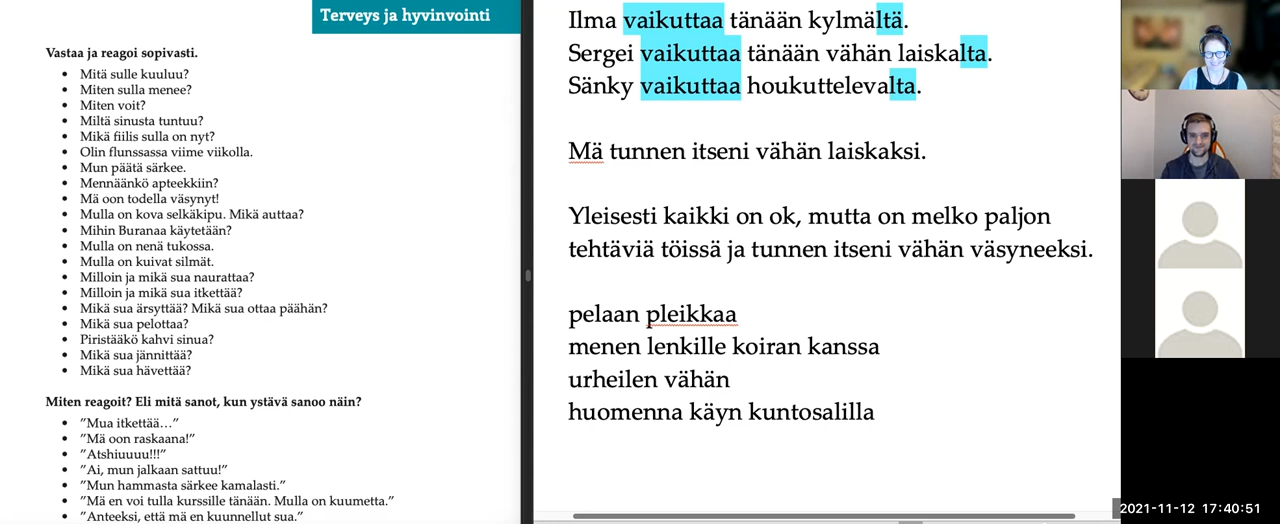 Terveys ja hyvinvointi
Vastaa ja reagoi sopivasti.
• Mitä sulle kuuluu?
• Miten sulla menee?
• Miten voit?
• Miltä sinusta tuntuu?
• Mikä fiilis sulla on nyt?
• Olin flunssassa viime viikolla.
• Mun päätä särkee.
• Mennäänkö apteekkiin?
• Mä oon todella väsynyt!
• Mulla on kova selkäkipu. Mikä auttaa?
• Mihin Buranaa käytetään?
• Mulla on nenä tukossa.
• Mulla on kuivat silmät.
• Milloin ja mikä sua naurattaa?
• Milloin ja mikä sua itkettää?
• Mikä sua ärsyttää? Mikä sua ottaa päähän?
• Mikä sua pelottaa?
• Piristääkö kahvi sinua?
• Mikä sua jännittää?
• Mikä sua hävettää?
Miten reagoit? Eli mitä sanot, kun ystävä sanoo näin?
• ”Mua itkettää…”
• ”Mä oon raskaana!”
• ”Atshiuuuu!!!”
• ”Ai, mun jalkaan sattuu!”
• ”Mun hammasta särkee kamalasti.”
• ”Mä en voi tulla kurssille tänään. Mulla on kuumetta.”
• ”Anteeksi, että mä en kuunnellut sua.”
Ilma vaikuttaa tänään kylmältä.
Sergei vaikuttaa tänään vähän laiskalta.
Sänky vaikuttaa houkuttelevalta.
Mä tunnen itseni vähän laiskaksi.
Yleisesti kaikki on ok, mutta on melko paljon
tehtäviä töissä ja tunnen itseni vähän väsyneeksi.
pelaan pleikkaa
menen lenkille koiran kanssa
urheilen vähän
huomenna käyn kuntosalilla
2021-11-12 17:40:51